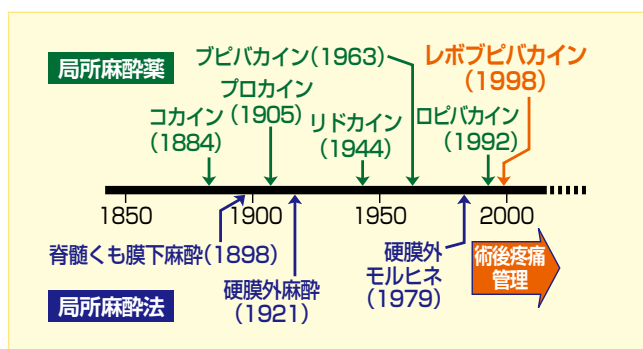 局所麻酔薬
ブピバカイン(1963)
レボブピバカイン
(1998)
プロカイン
(1905)
コカイン
(1884)
リドカイン
(1944)
ロピバカイン
(1992)
1850
1900
1950
2000
脊髄くも膜下麻酔(1898)
硬膜外麻酔
(1921)
硬膜外
モルヒネ
(1979)
術後疼痛
管理
局所麻酔法